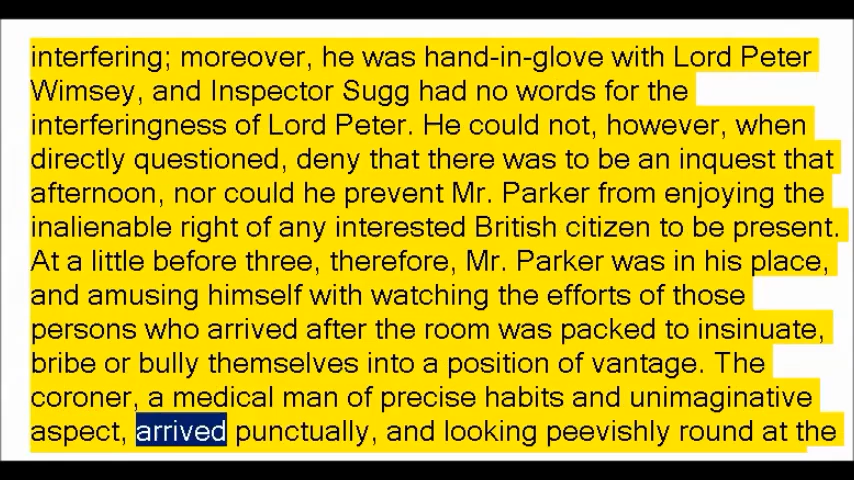 interfering; moreover, he was hand-in-glove with Lord Peter
Wimsey, and Inspector Sugg had no words for the
interferingness of Lord Peter. He could not, however, when
directly questioned, deny that there was to be an inquest that
afternoon, nor could he prevent Mr. Parker from enjoying the
inalienable right of any interested British citizen to be present.
At a little before three, therefore, Mr. Parker was in his place,
and amusing himself with watching the efforts of those
persons who arrived after the room was packed to insinuate,
bribe or bully themselves into a position of vantage. The
coroner, a medical man of precise habits and unimaginative
aspect, arrived punctually, and looking peevishly round at the